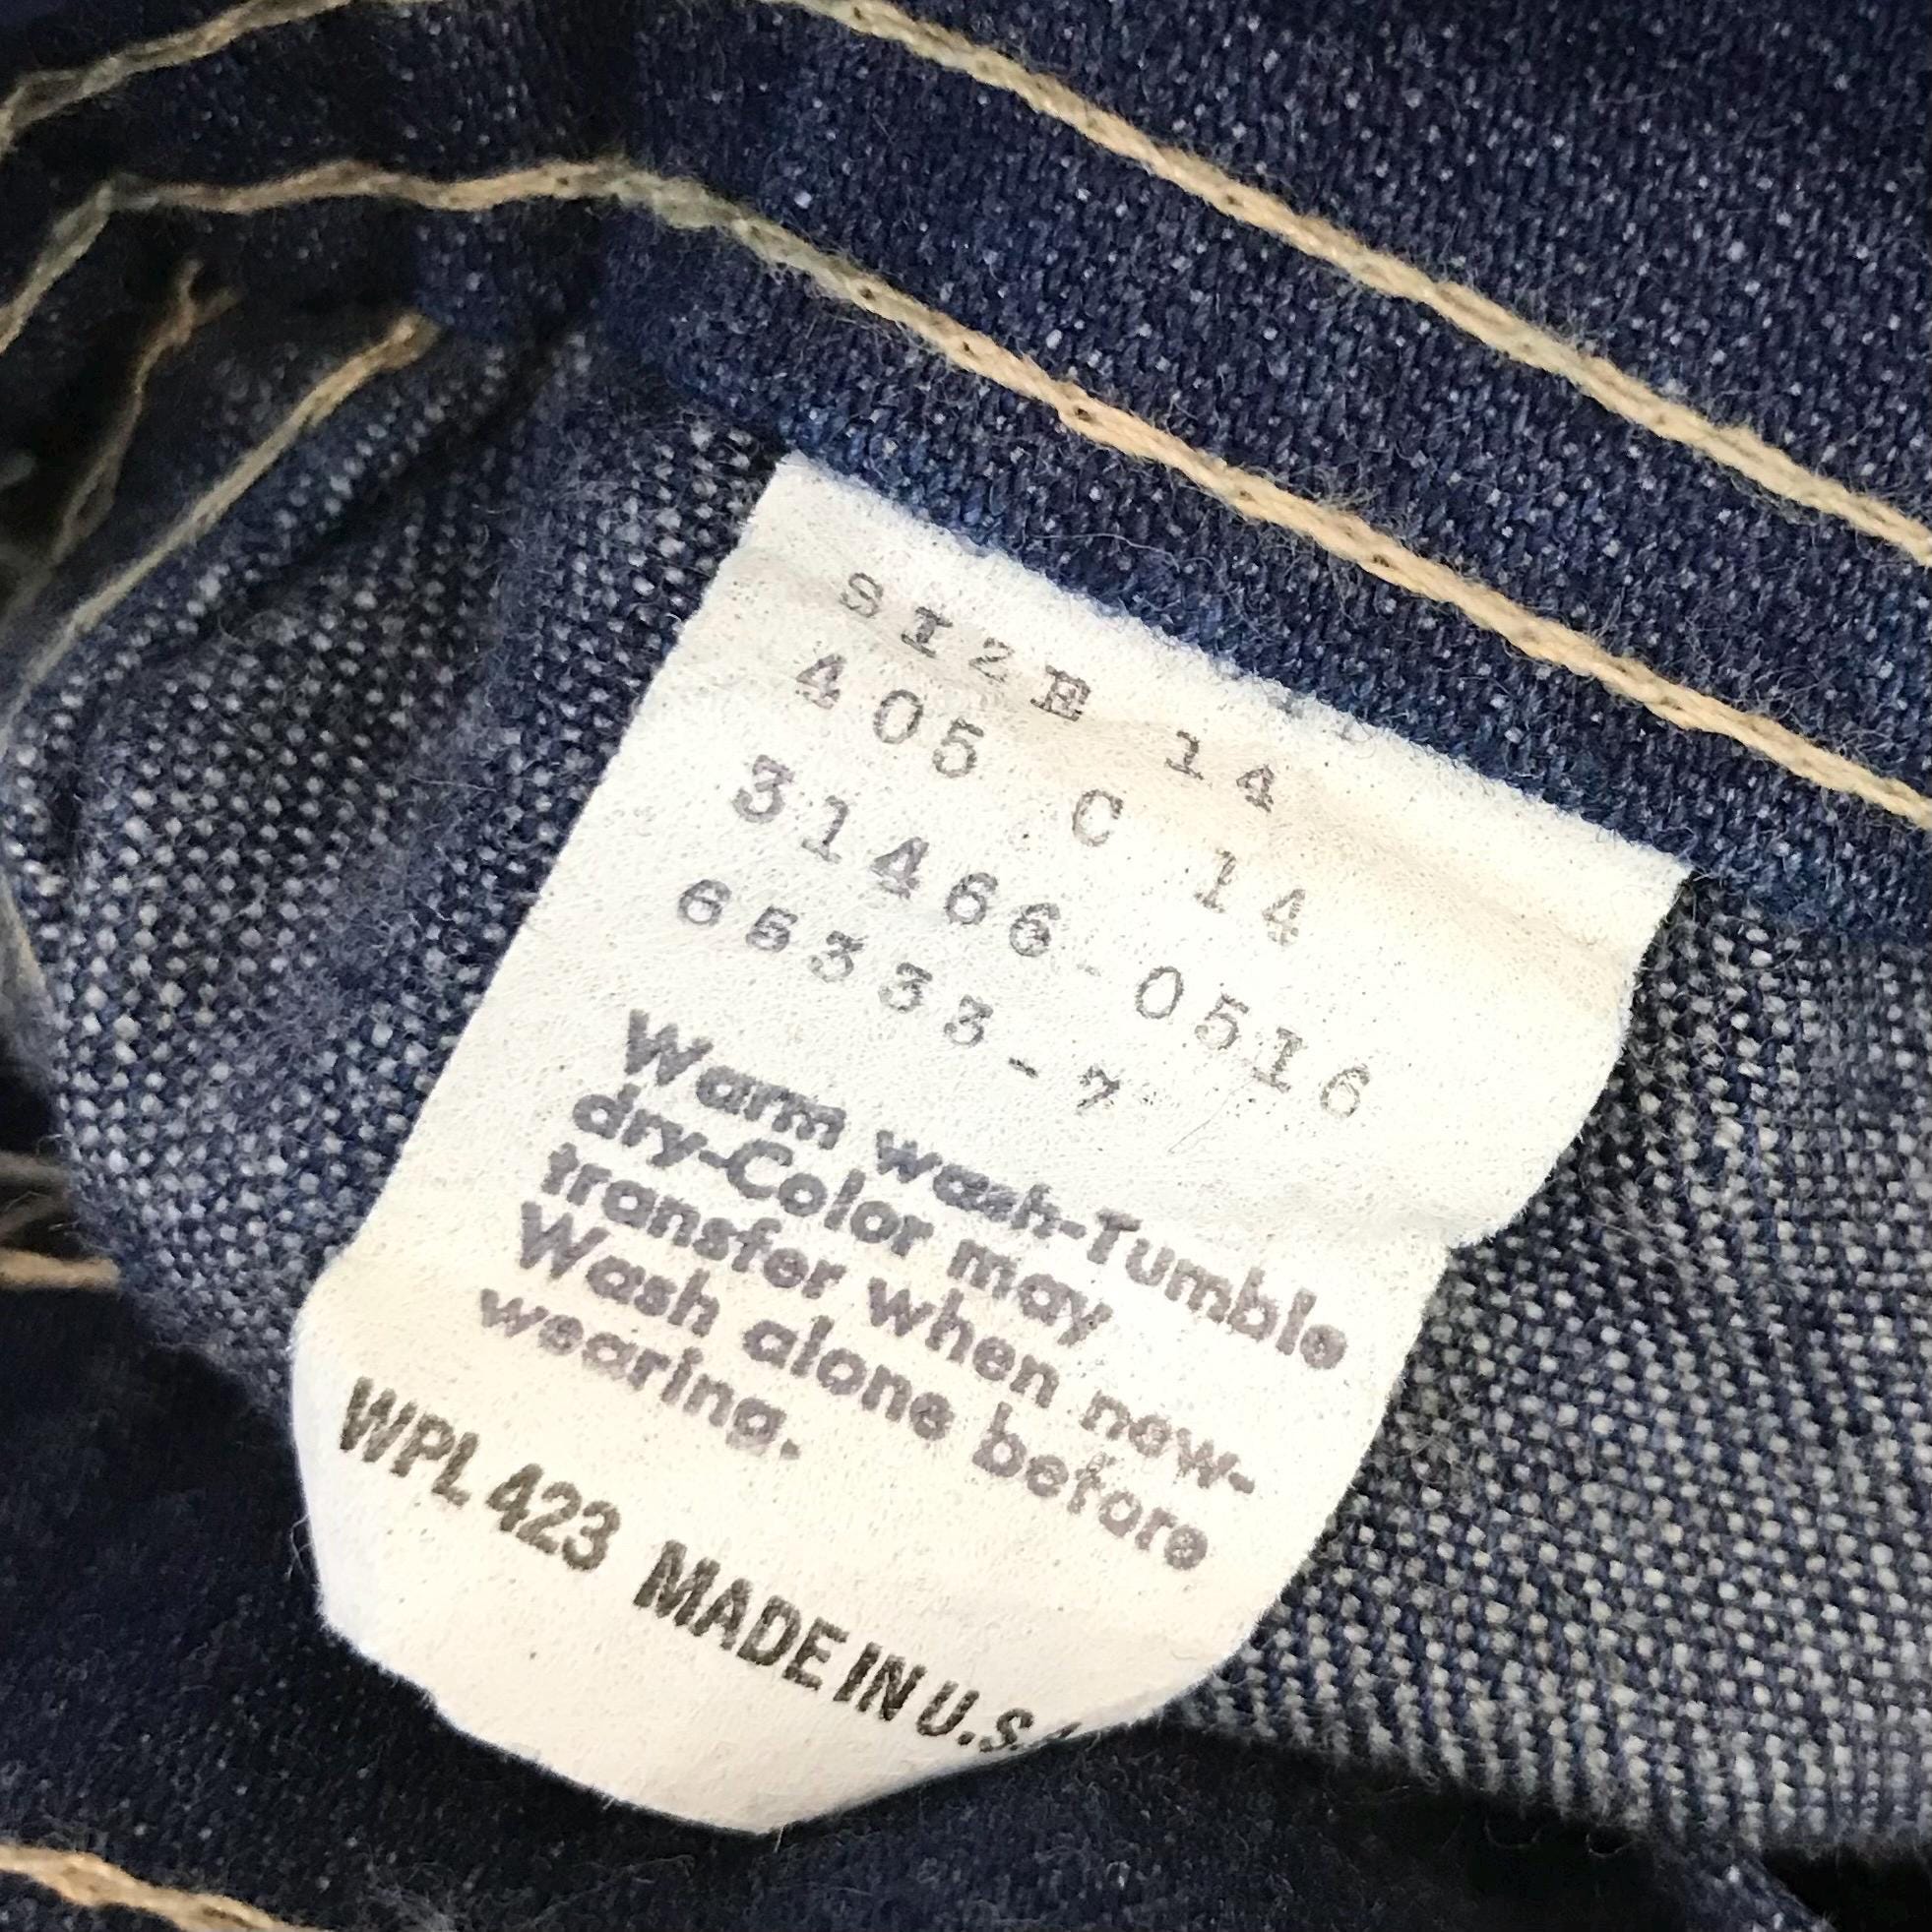 SIZE 14
405 C 14
31466-0516
65333-7
Warm wash-Tumble
dry-Color may
transfer when new-
Wash alone before
wearing.
WPL 423 MADE IN U.S.A.